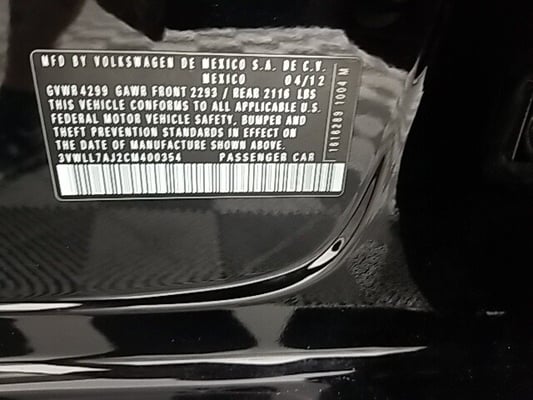 MFD BY VOLKSWAGEN DE MEXICO S.A. DE C.V.
MEXICO 04/12
GVWR 4299 GAWR FRONT 2293 / REAR 2116 LBS
THIS VEHICLE CONFORMS TO ALL APPLICABLE U.S.
FEDERAL MOTOR VEHICLE SAFETY, BUMPER AND
THEFT PREVENTION STANDARDS IN EFFECT ON
THE DATE OF MANUFACTURE SHOWN ABOVE.
3VWLL7AJ2CM400354 PASSENGER CAR
1616289 1004 M